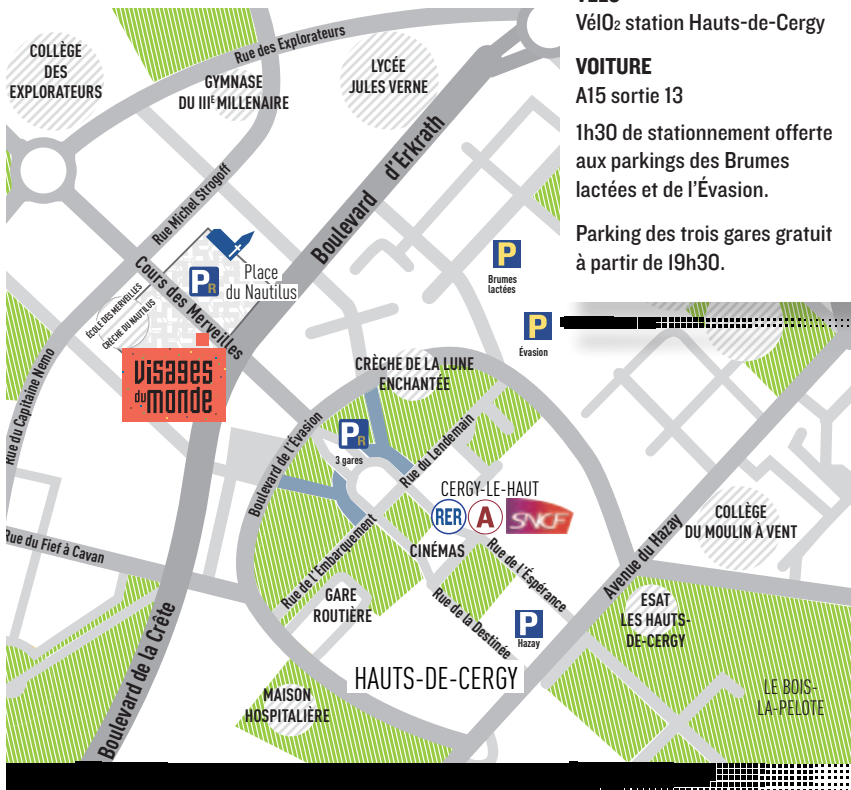 VÉLO
VélO2 station Hauts-de-Cergy
VOITURE
A15 sortie 13
1h30 de stationnement offerte
aux parkings des Brumes
lactées et de l'Évasion.
Parking des trois gares gratuit
à partir de 19h30.
COLLÈGE
DES
EXPLORATEURS
Rue des Explorateurs
GYMNASE
DU IIIE MILLENAIRE
LYCÉE
JULES VERNE
Rue Michel Strogoff
Boulevard d'Erkrath
PR
Place
du Nautilus
Cours des Merveilles
ÉCOLE DES MERVEILLES
CRÈCHE DU NAUTILUS
P
Brumes
lactées
P
Évasion
Visages
du monde
Rue du Capitaine Nemo
CRÈCHE DE LA LUNE
ENCHANTÉE
Boulevard de l'Évasion
PR
3 gares
Rue du Lendemain
CERGY-LE-HAUT
RER A SNCF
CINÉMAS
Rue de l'Espérance
Avenue du Hazay
COLLÈGE
DU MOULIN À VENT
Rue du Fief à Cavan
Rue de l'Embarquement
GARE
ROUTIÈRE
Rue de la Destinée
P
Hazay
ESAT
LES HAUTS-
DE-CERGY
Boulevard de la Crête
HAUTS-DE-CERGY
MAISON
HOSPITALIÈRE
LE BOIS-
LA-PELOTE